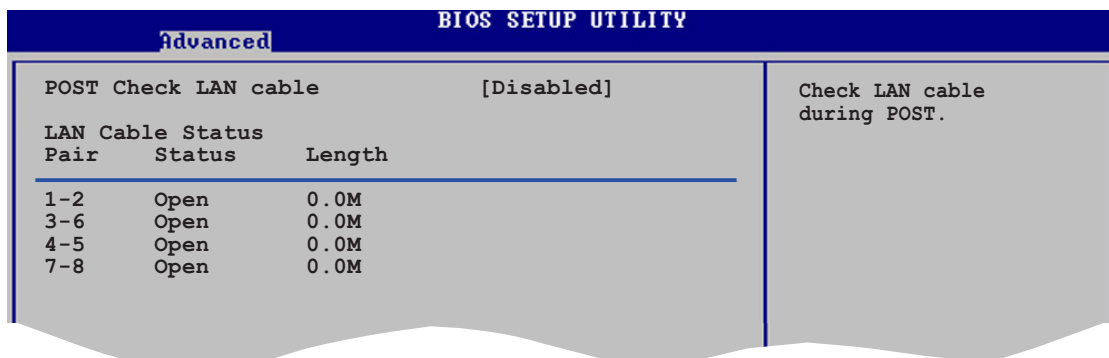 BIOS SETUP UTILITY
Advanced
POST Check LAN cable [Disabled]
LAN Cable Status
Pair Status Length
1-2 Open 0.0M
3-6 Open 0.0M
4-5 Open 0.0M
7-8 Open 0.0M
Check LAN cable
during POST.